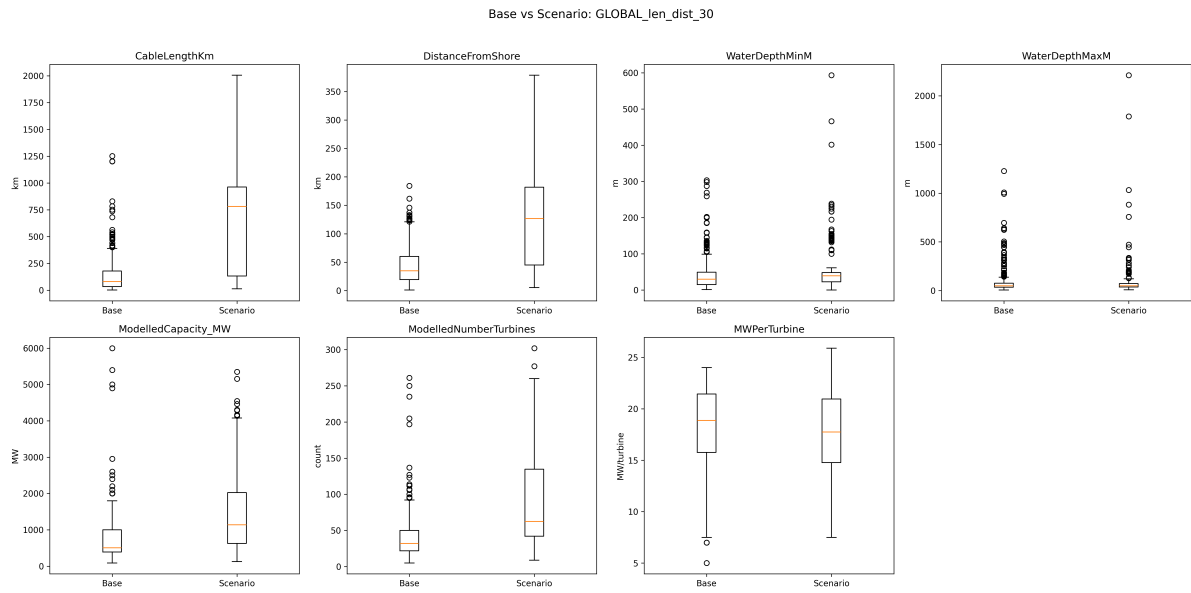 Base vs Scenario: GLOBAL_len_dist_30
CableLengthKm
km
2000
1750
1500
1250
1000
750
500
250
0
Base Scenario
DistanceFromShore
km
350
300
250
200
150
100
50
0
Base Scenario
WaterDepthMinM
m
600
500
400
300
200
100
0
Base Scenario
WaterDepthMaxM
m
2000
1500
1000
500
0
Base Scenario
ModelledCapacity_MW
MW
6000
5000
4000
3000
2000
1000
0
Base Scenario
ModelledNumberTurbines
count
300
250
200
150
100
50
0
Base Scenario
MWPerTurbine
MW/turbine
25
20
15
10
5
Base Scenario